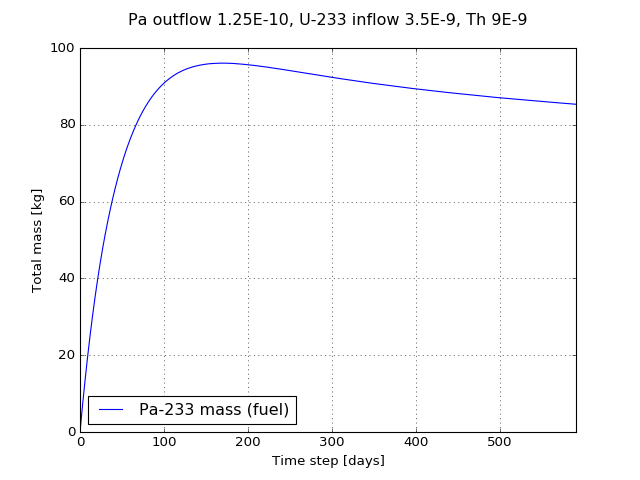 Pa outflow 1.25E-10, U-233 inflow 3.5E-9, Th 9E-9
100
80
60
40
20
0
Total mass [kg]
Pa-233 mass (fuel)
0 100 200 300 400 500
Time step [days]